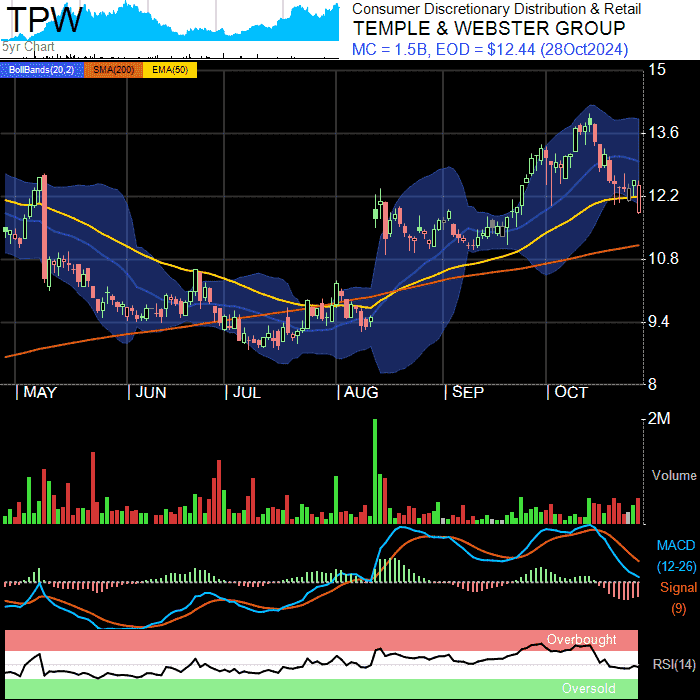 TPW
5yr Chart
Consumer Discretionary Distribution & Retail
TEMPLE & WEBSTER GROUP
MC = 1.5B, EOD = $12.44 (28Oct2024)
BollBands(20,2) SMA(200) EMA(50)
15
13.6
12.2
10.8
9.4
8
MAY JUN JUL AUG SEP OCT
2M
Volume
MACD
(12-26)
Signal
(9)
Overbought
RSI(14)
Oversold